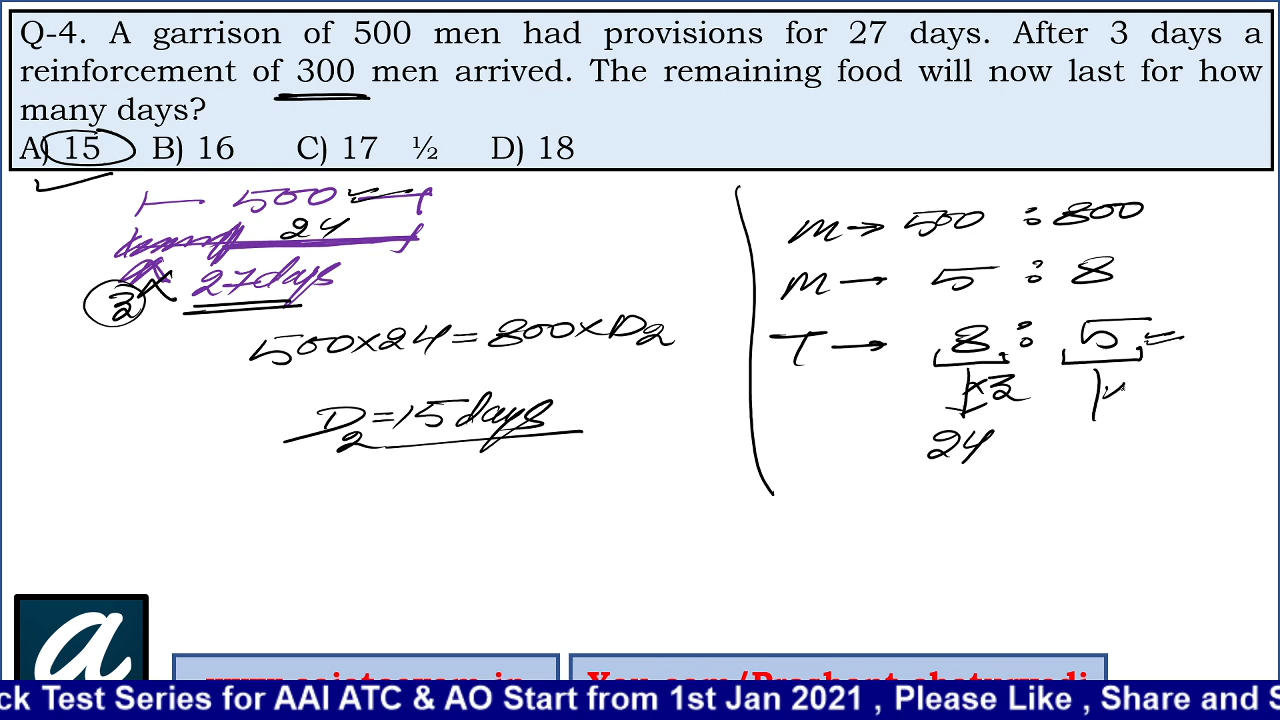 Q-4. A garrison of 500 men had provisions for 27 days. After 3 days a
reinforcement of 300 men arrived. The remaining food will now last for how
many days?
A) 15 B) 16 C) 17 ½ D) 18
500
24
27 days
3
500×24=800×D2
D2=15 days
M→ 500 : 800
M→ 5 : 8
T→ 8 : 5 =
×3
24
a
ck Test Series for AAI ATC & AO Start from 1st Jan 2021 , Please Like , Share and S